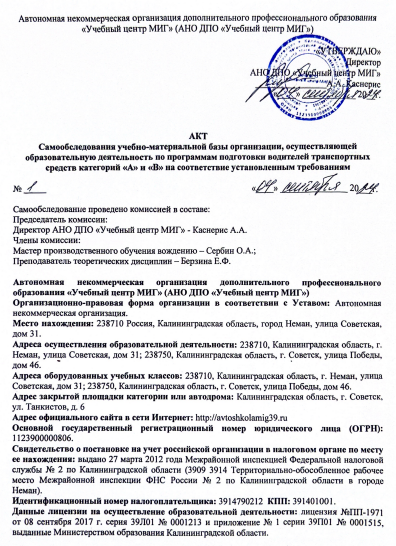 Автономная некоммерческая организация дополнительного профессионального образования
«Учебный центр МИГ» (АНО ДПО «Учебный центр МИГ»)
«УТВЕРЖДАЮ»
Директор
АНО ДПО «Учебный центр МИГ»
А.А. Каснерис
«04» сентября
АКТ
Самообследования учебно-материальной базы организации, осуществляющей
образовательную деятельность по программам подготовки водителей транспортных
средств категорий «А» и «В» на соответствие установленным требованиям
№ 1 «04» сентября
Самообследование проведено комиссией в составе:
Председатель комиссии:
Директор АНО ДПО «Учебный центр МИГ» - Каснерис А.А.
Члены комиссии:
Мастер производственного обучения вождению – Сербин О.А.;
Преподаватель теоретических дисциплин – Берзина Е.Ф.
Автономная некоммерческая организация дополнительного профессионального
образования «Учебный центр МИГ» (АНО ДПО «Учебный центр МИГ»)
Организационно-правовая форма организации в соответствии с Уставом: Автономная
некоммерческая организация.
Место нахождения: 238710 Россия, Калининградская область, город Неман, улица Советская,
дом 31.
Адреса осуществления образовательной деятельности: 238710, Калининградская область, г.
Неман, улица Советская, дом 31; 238750, Калининградская область, г. Советск, улица Победы,
дом 46.
Адреса оборудованных учебных классов: 238710, Калининградская область, г. Неман, улица
Советская, дом 31; 238750, Калининградская область, г. Советск, улица Победы, дом 46.
Адрес закрытой площадки категории или автодрома: Калининградская область, г. Советск,
ул. Танкистов, д. 6
Адрес официального сайта в сети Интернет: http://avtoshkolamig39.ru
Основной государственный регистрационный номер юридического лица (ОГРН):
1123900000806.
Свидетельство о постановке на учет российской организации в налоговом органе по месту
ее нахождения: выдано 27 марта 2012 года Межрайонной инспекцией Федеральной налоговой
службы № 2 по Калининградской области (3909 3914 Территориально-обособленное рабочее
место Межрайонной инспекции ФНС России № 2 по Калининградской области в городе
Неман).
Идентификационный номер налогоплательщика: 3914790212 КПП: 391401001.
Данные лицензии на осуществление образовательной деятельности: лицензия №ПП-1971
от 08 сентября 2017 г. серия 39Л01 № 0001213 и приложение № 1 серии 39П01 № 0001515,
выданные Министерством образования Калининградской области.